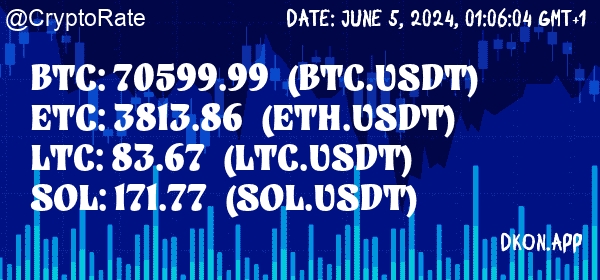 @CryptoRate
DATE: JUNE 5, 2024, 01:06:04 GMT+1
BTC: 70599.99 (BTC.USDT)
ETC: 3813.86 (ETH.USDT)
LTC: 83.67 (LTC.USDT)
SOL: 171.77 (SOL.USDT)
DKON.APP